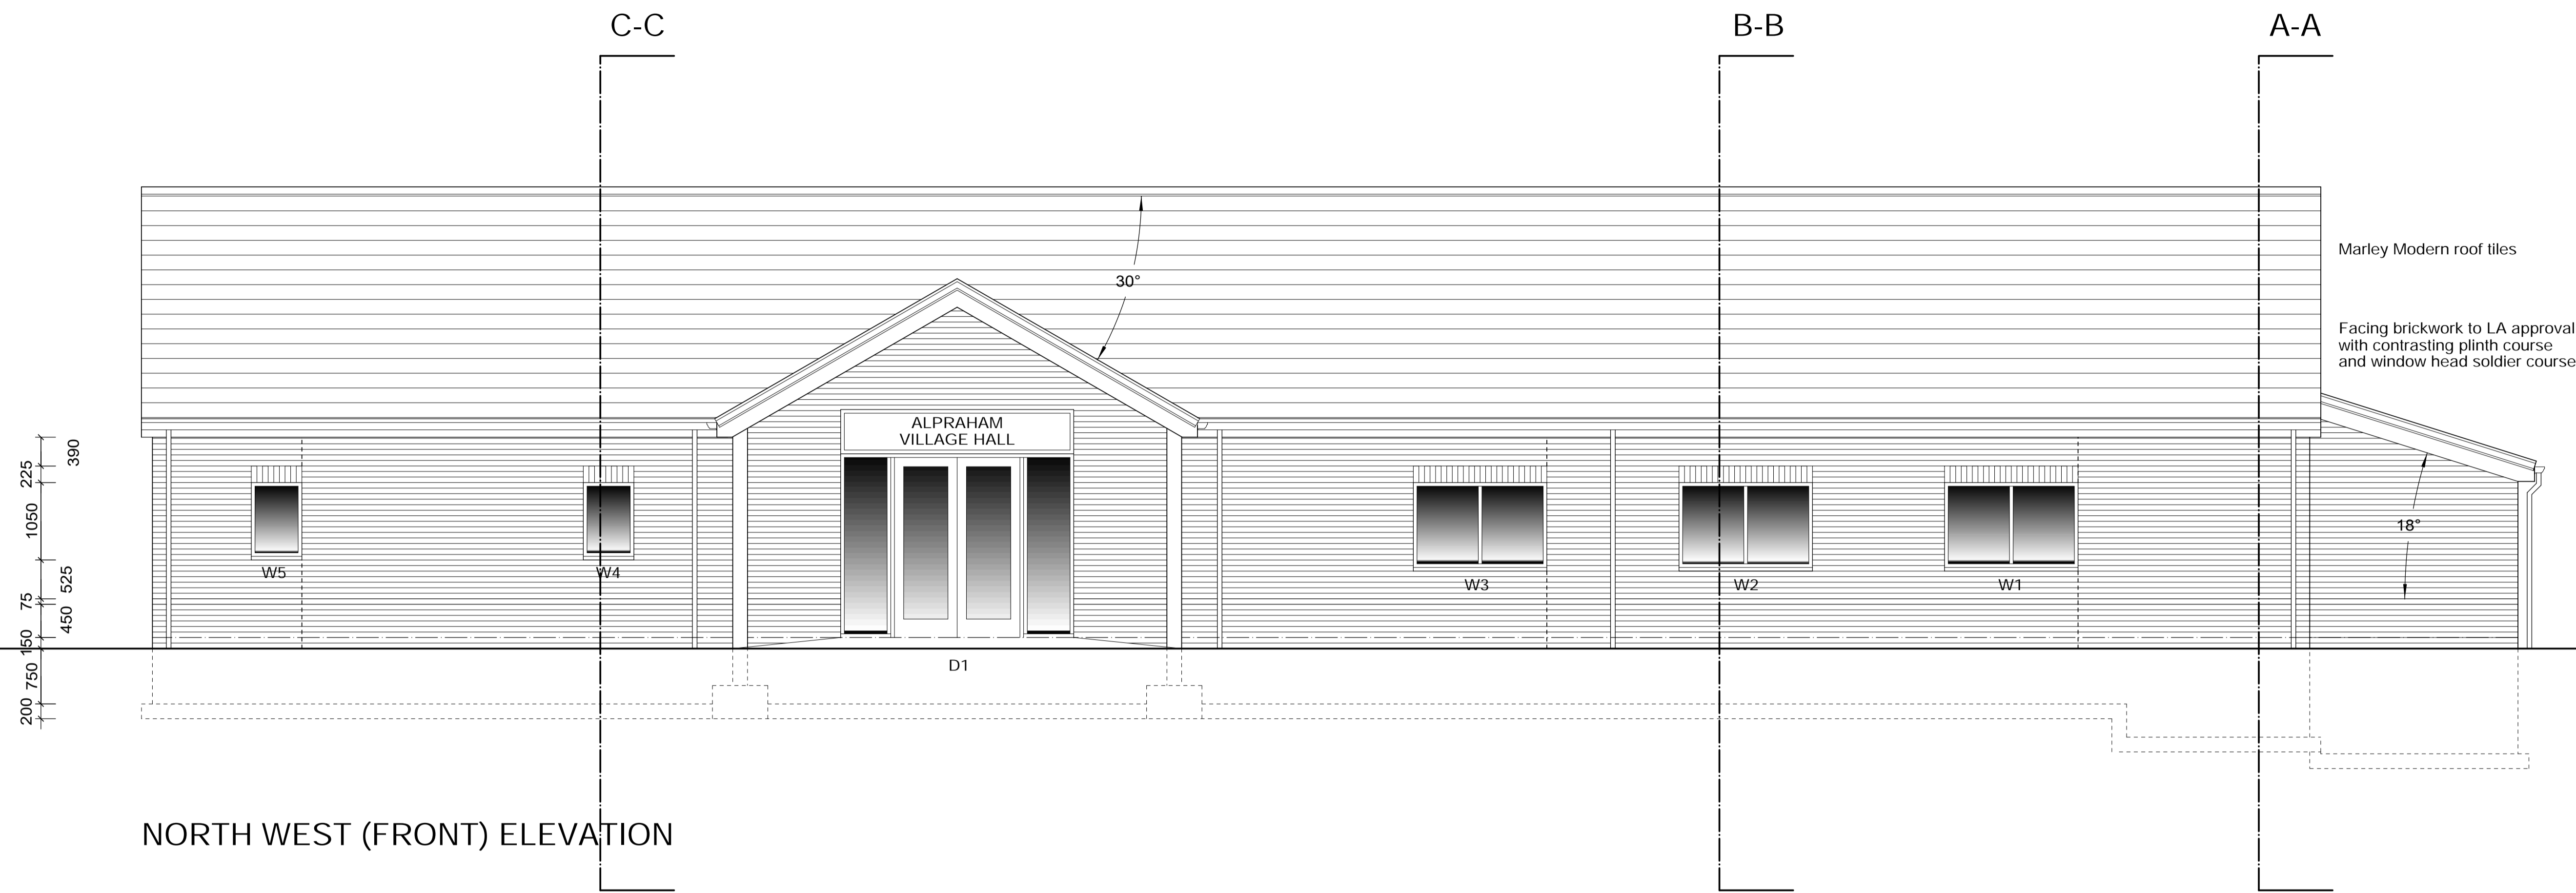 C-C
B-B
A-A
Marley Modern roof tiles
30°
Facing brickwork to LA approval
with contrasting plinth course
and window head soldier course
ALPRAHAM
VILLAGE HALL
390
225
1050
525
75
450
150
750
200
18°
W5
W4
W3
W2
W1
D1
NORTH WEST (FRONT) ELEVATION